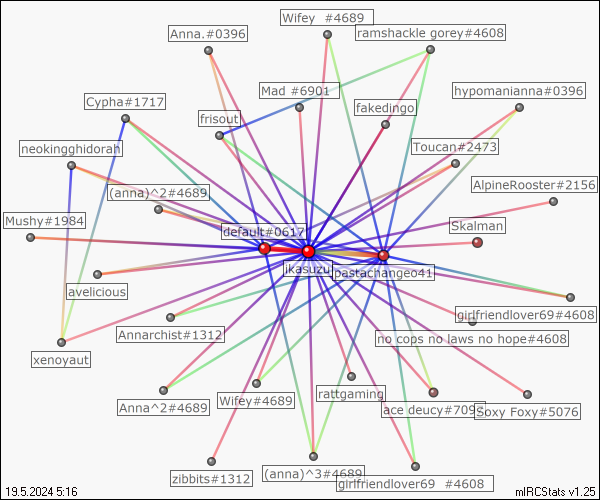 Wifey #4689
Anna.#0396
ramshackle gorey#4608
Mad #6901
hypomanianna#0396
Cypha#1717
fakedingo
frisout
neokingghidorah
Toucan#2473
(anna)^2#4689
AlpineRooster#2156
Mushy#1984
default#0617
Skalman
ikasuzu
pastachangeo41
avelicious
girlfriendlover69#4608
Annarchist#1312
no cops no laws no hope#4608
xenoyaut
rattgaming
Anna^2#4689
Wifey#4689
ace deucy#709
Soxy Foxy#5076
zibbits#1312
(anna)^3#4689
girlfriendlover69 #4608
19.5.2024 5:16
mIRCStats v1.25